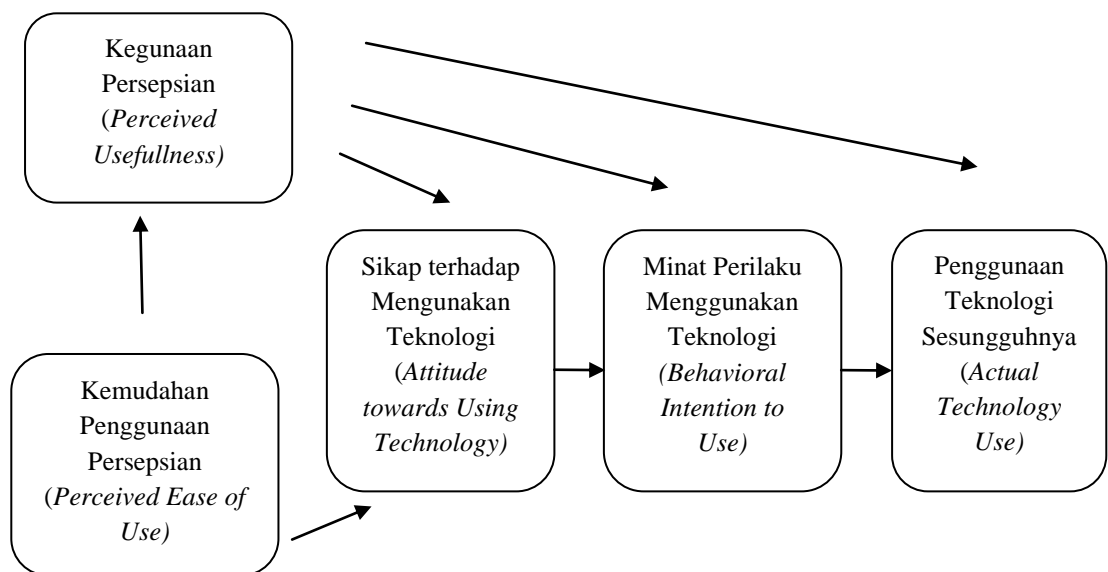 Kegunaan
Persepsian
(Perceived
Usefullness)
Sikap terhadap
Mengunakan
Teknologi
(Attitude
towards Using
Technology)
Minat Perilaku
Menggunakan
Teknologi
(Behavioral
Intention to
Use)
Penggunaan
Teknologi
Sesungguhnya
(Actual
Technology
Use)
Kemudahan
Penggunaan
Persepsian
(Perceived Ease of
Use)